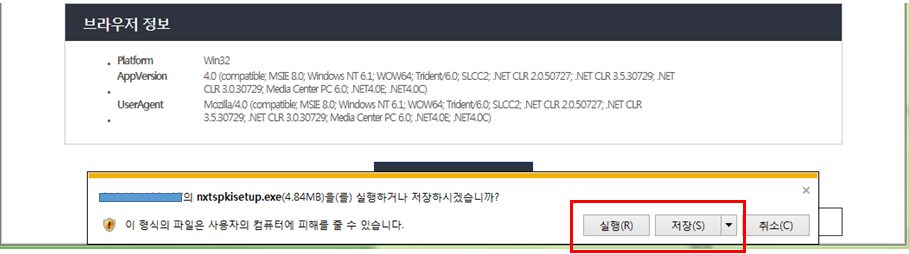 브라우저 정보
Platform Win32
AppVersion 4.0 (compatible; MSIE 8.0; Windows NT 6.1; WOW64; Trident/6.0; SLCC2; .NET CLR 2.0.50727; .NET CLR 3.5.30729; .NET
CLR 3.0.30729; Media Center PC 6.0; .NET4.0E; .NET4.0C)
UserAgent Mozilla/4.0 (compatible; MSIE 8.0; Windows NT 6.1; WOW64; Trident/6.0; SLCC2; .NET CLR 2.0.50727; .NET CLR
3.5.30729; .NET CLR 3.0.30729; Media Center PC 6.0; .NET4.0E; .NET4.0C)
의 nxtspkisetup.exe(4.84MB)을(를) 실행하거나 저장하시겠습니까?
이 형식의 파일은 사용자의 컴퓨터에 피해를 줄 수 있습니다.
실행(R) 저장(S) 취소(C)